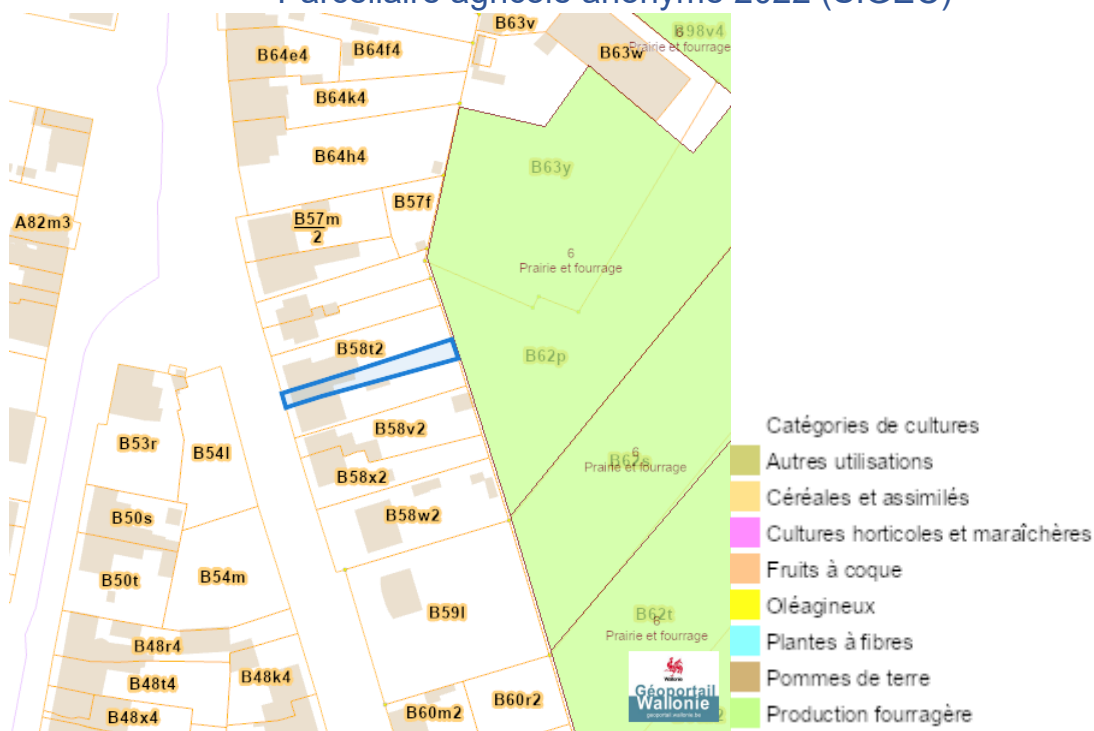 Parcellaire agricole anonyme 2022 (SIGEC)
B63v
B98v4
6
Prairie et fourrage
B64e4
B64f4
B63w
B64k4
B64h4
B63y
B57f
A82m3
B57m
2
6
Prairie et fourrage
B58t2
B62p
B58v2
B53r
B54l
B62s
6
Prairie et fourrage
B58x2
B50s
B58w2
B50t
B54m
B59l
B62t
6
Prairie et fourrage
B48r4
B48t4
B48k4
B48x4
B60m2
B60r2
Wallonie
Géoportail
Wallonie
geoportail.wallonie.be
2
Catégories de cultures
Autres utilisations
Céréales et assimilés
Cultures horticoles et maraîchères
Fruits à coque
Oléagineux
Plantes à fibres
Pommes de terre
Production fourragère